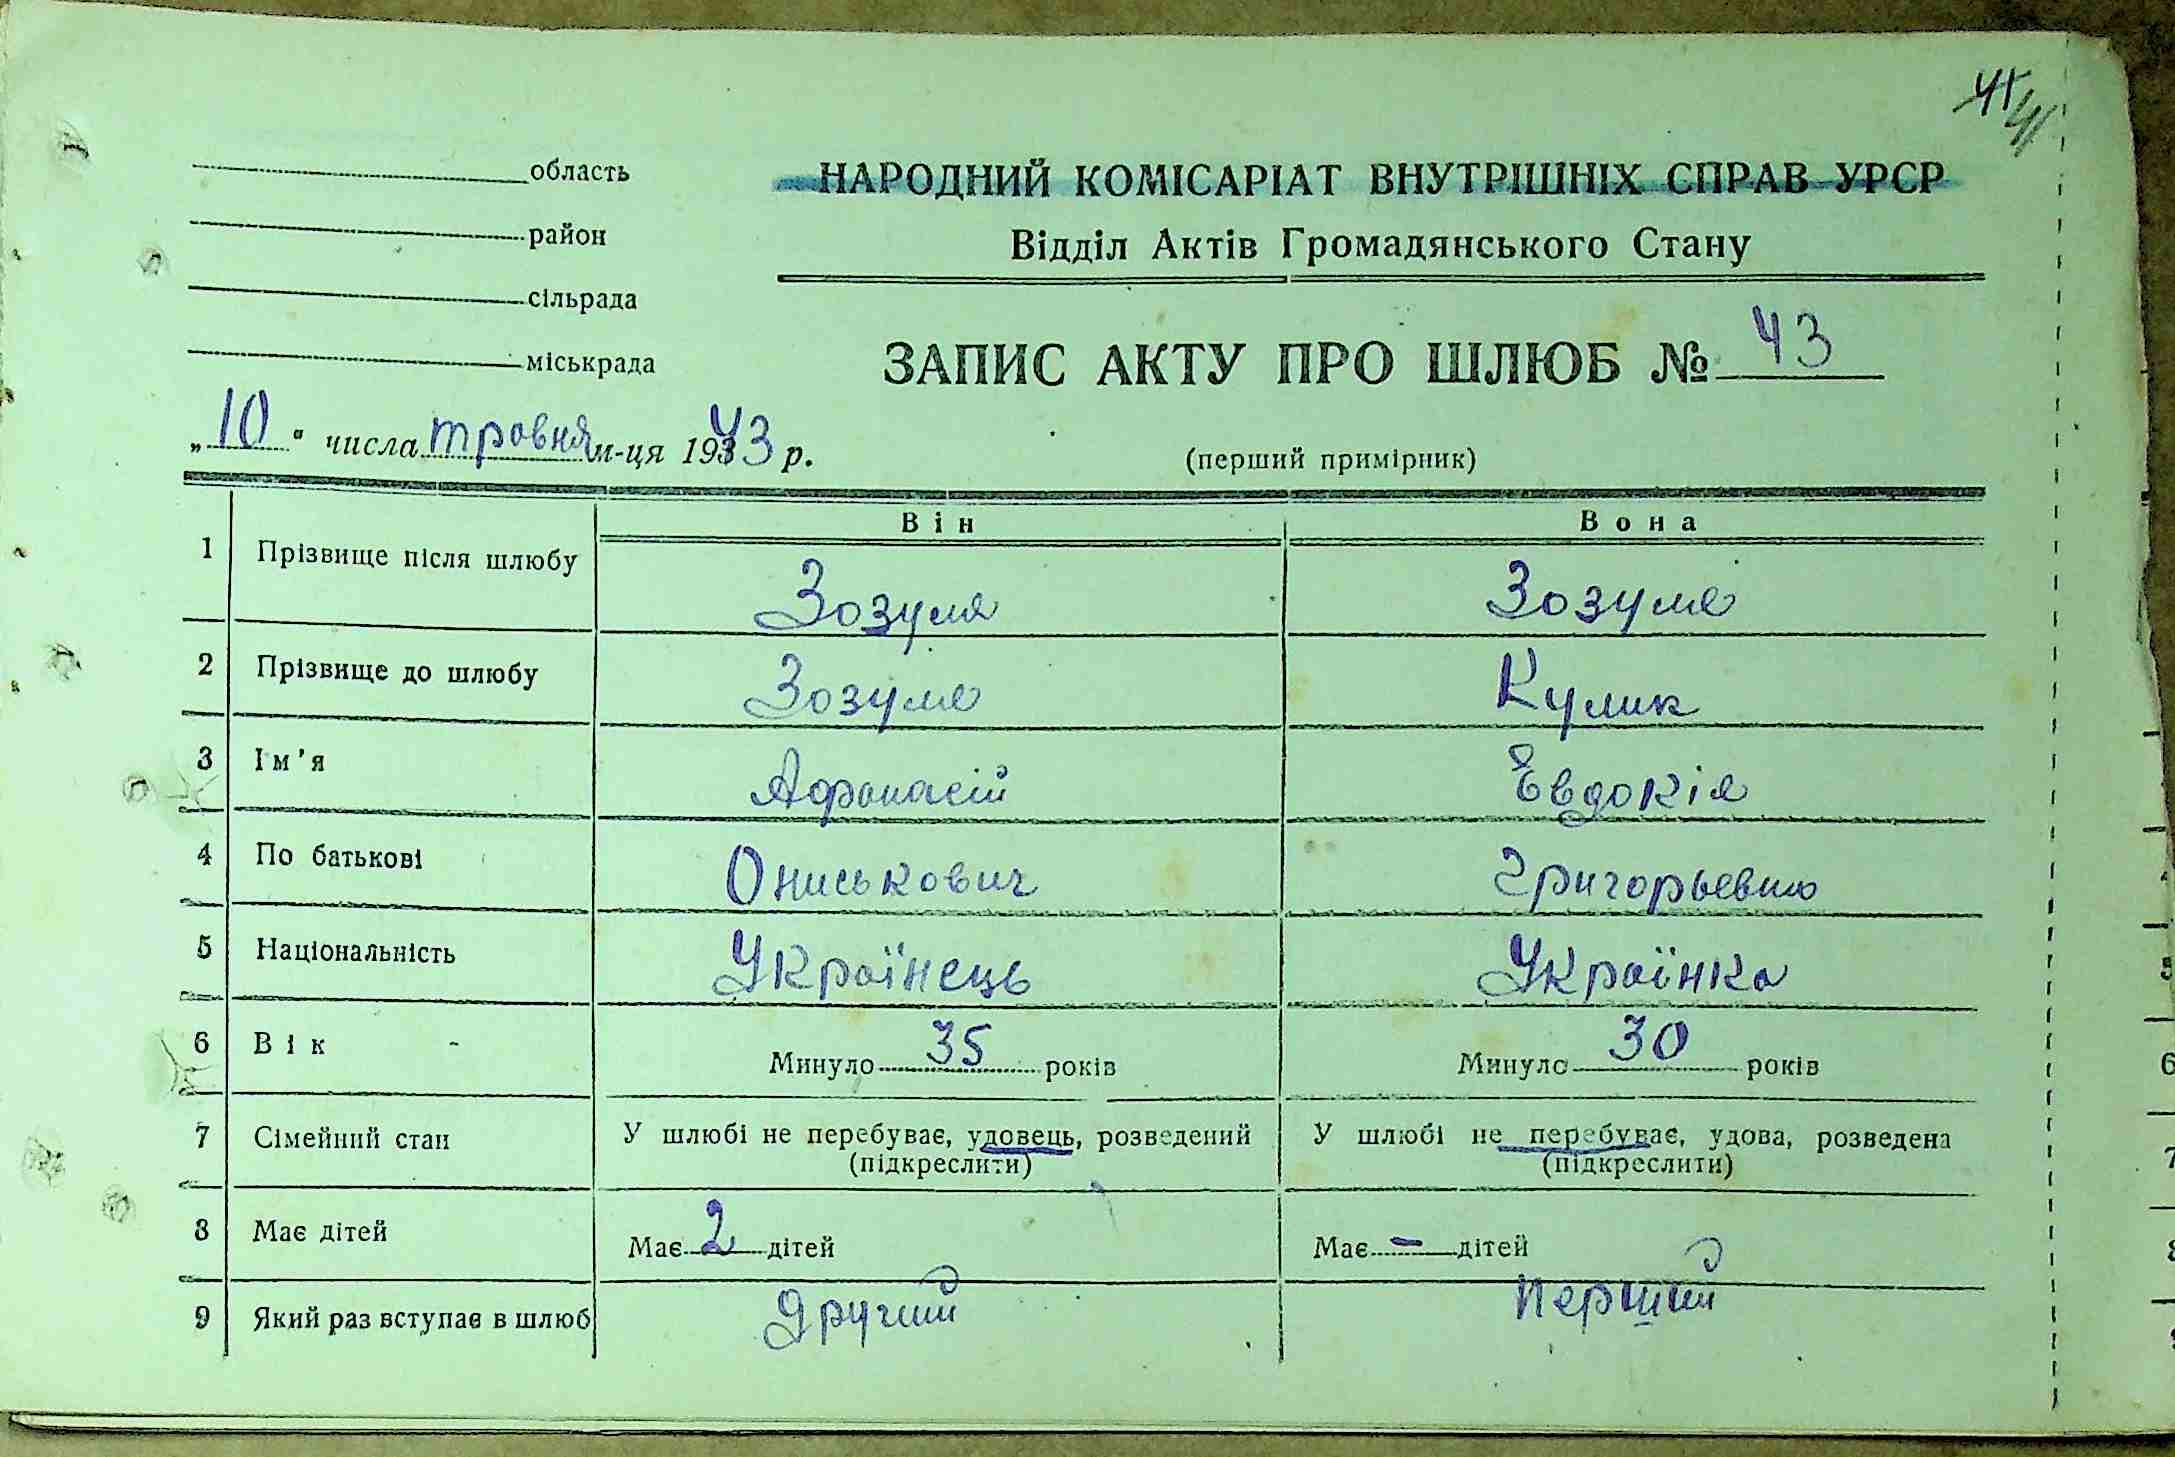 область
НАРОДНИЙ КОМІСАРІАТ ВНУТРІШНІХ СПРАВ УРСР
район
Відділ Актів Громадянського Стану
сільрада
міськрада
ЗАПИС АКТУ ПРО ШЛЮБ № 43
„10“ числа травня м-ця 1943 р.
(перший примірник)
Він Вона
1 Прізвище після шлюбу Зозуля Зозуля
2 Прізвище до шлюбу Зозуля Кулик
3 Ім'я Афанасій Евдокія
4 По батькові Ониськович Григорьевна
5 Національність Українець Українка
6 Вік Минуло 35 років Минуло 30 років
7 Сімейний стан У шлюбі не перебуває, удовець, розведений У шлюбі не перебуває, удова, розведена
(підкреслити) (підкреслити)
8 Має дітей Має 2 дітей Має - дітей
9 Який раз вступає в шлюб Другий Перший